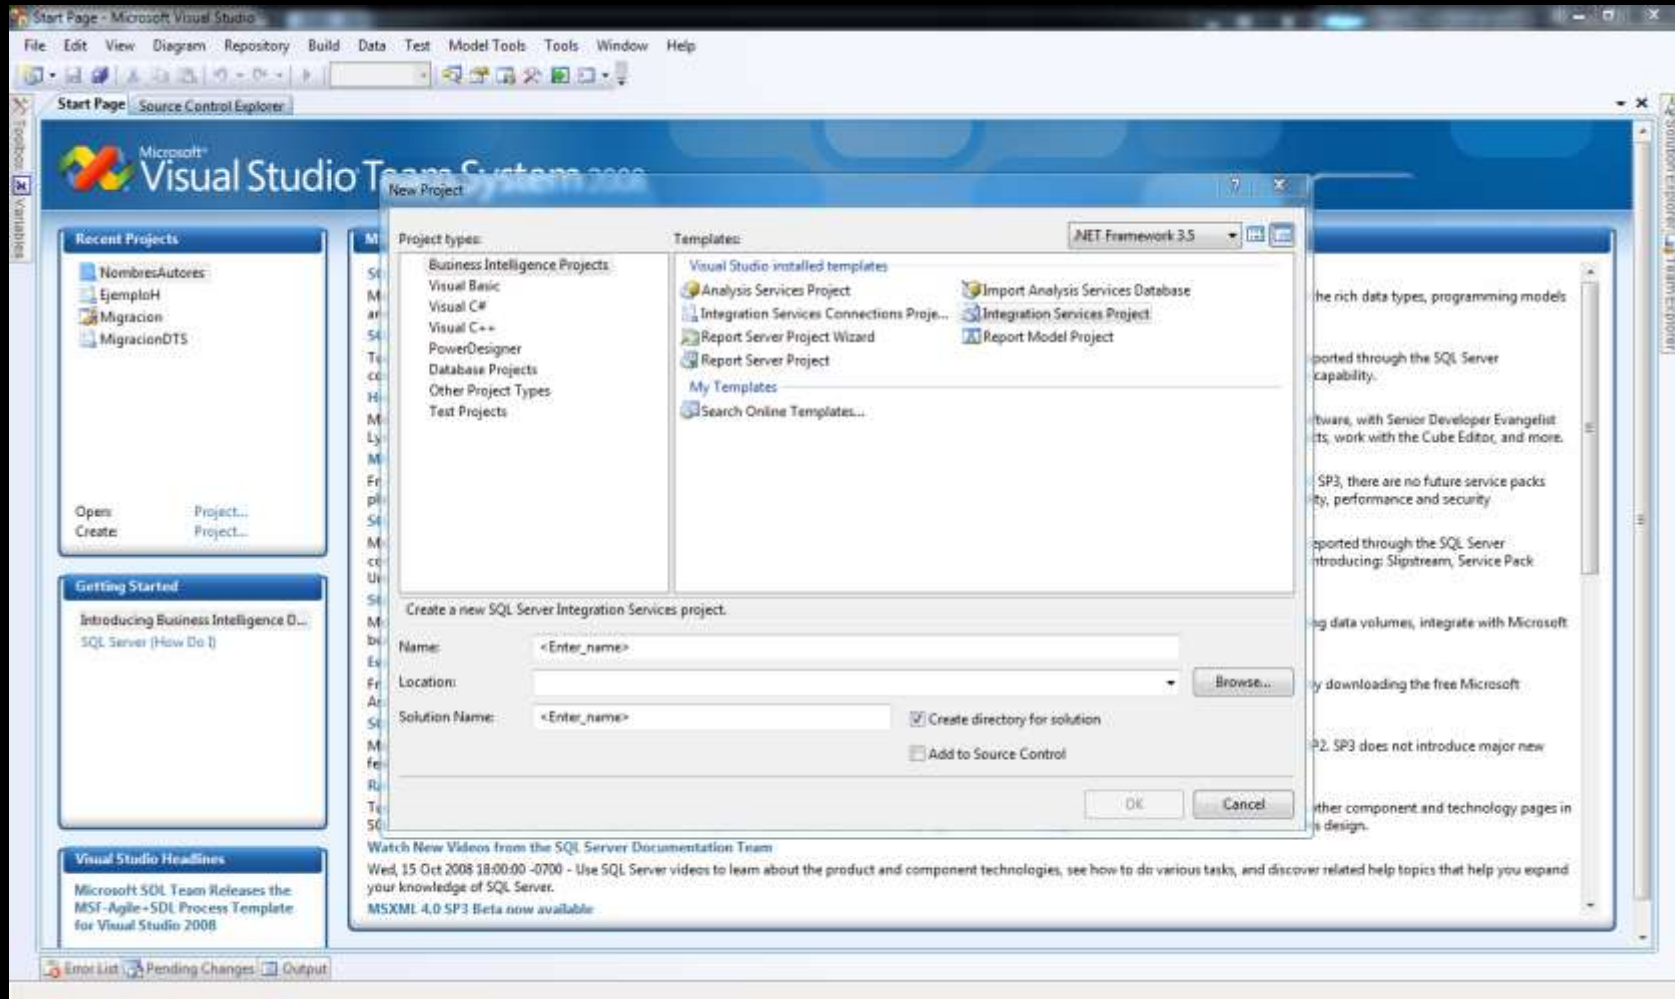 Start Page - Microsoft Visual Studio
File Edit View Diagram Repository Build Data Test Model Tools Tools Window Help
Start Page Source Control Explorer
Toolbox
Variables
Solution Explorer
Team Explorer
Microsoft
Visual Studio Team System 2008
Recent Projects
NombresAutores
EjemploH
Migracion
MigracionDTS
Open: Project...
Create: Project...
Getting Started
Introducing Business Intelligence D...
SQL Server (How Do I)
Visual Studio Headlines
Microsoft SDL Team Releases the
MSF-Agile+SDL Process Template
for Visual Studio 2008
New Project
Project types:
Business Intelligence Projects
Visual Basic
Visual C#
Visual C++
PowerDesigner
Database Projects
Other Project Types
Test Projects
Templates:
.NET Framework 3.5
Visual Studio installed templates
Analysis Services Project
Import Analysis Services Database
Integration Services Connections Proje...
Integration Services Project
Report Server Project Wizard
Report Model Project
Report Server Project
My Templates
Search Online Templates...
Create a new SQL Server Integration Services project.
Name: <Enter_name>
Location:
Browse...
Solution Name: <Enter_name>
Create directory for solution
Add to Source Control
OK Cancel
he rich data types, programming models
ported through the SQL Server
capability.
tware, with Senior Developer Evangelist
ts, work with the Cube Editor, and more.
SP3, there are no future service packs
ty, performance and security
eported through the SQL Server
ntroducing: Slipstream, Service Pack
ng data volumes, integrate with Microsoft
y downloading the free Microsoft
P2. SP3 does not introduce major new
ther component and technology pages in
s design.
Watch New Videos from the SQL Server Documentation Team
Wed, 15 Oct 2008 18:00:00 -0700 - Use SQL Server videos to learn about the product and component technologies, see how to do various tasks, and discover related help topics that help you expand
your knowledge of SQL Server.
MSXML 4.0 SP3 Beta now available
Error List Pending Changes Output